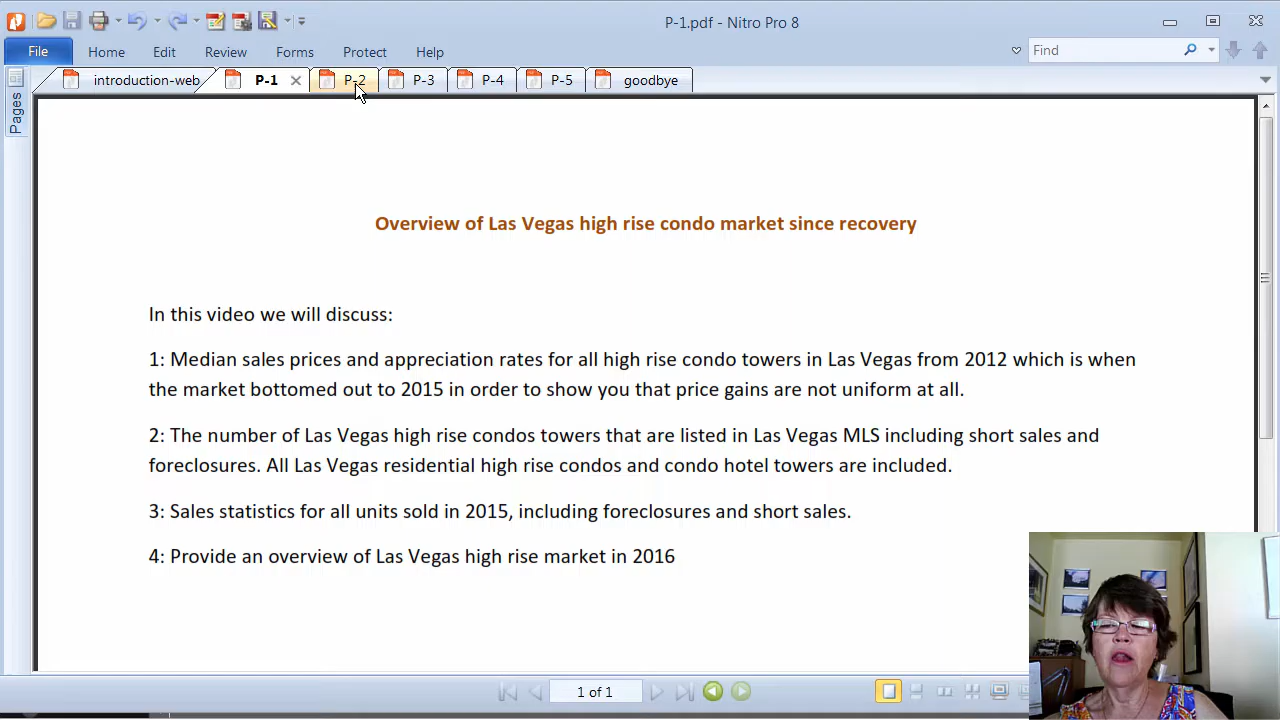 P-1.pdf - Nitro Pro 8
File Home Edit Review Forms Protect Help Find
introduction-web P-1 P-2 P-3 P-4 P-5 goodbye
Pages
Overview of Las Vegas high rise condo market since recovery
In this video we will discuss:
1: Median sales prices and appreciation rates for all high rise condo towers in Las Vegas from 2012 which is when
the market bottomed out to 2015 in order to show you that price gains are not uniform at all.
2: The number of Las Vegas high rise condos towers that are listed in Las Vegas MLS including short sales and
foreclosures. All Las Vegas residential high rise condos and condo hotel towers are included.
3: Sales statistics for all units sold in 2015, including foreclosures and short sales.
4: Provide an overview of Las Vegas high rise market in 2016
1 of 1